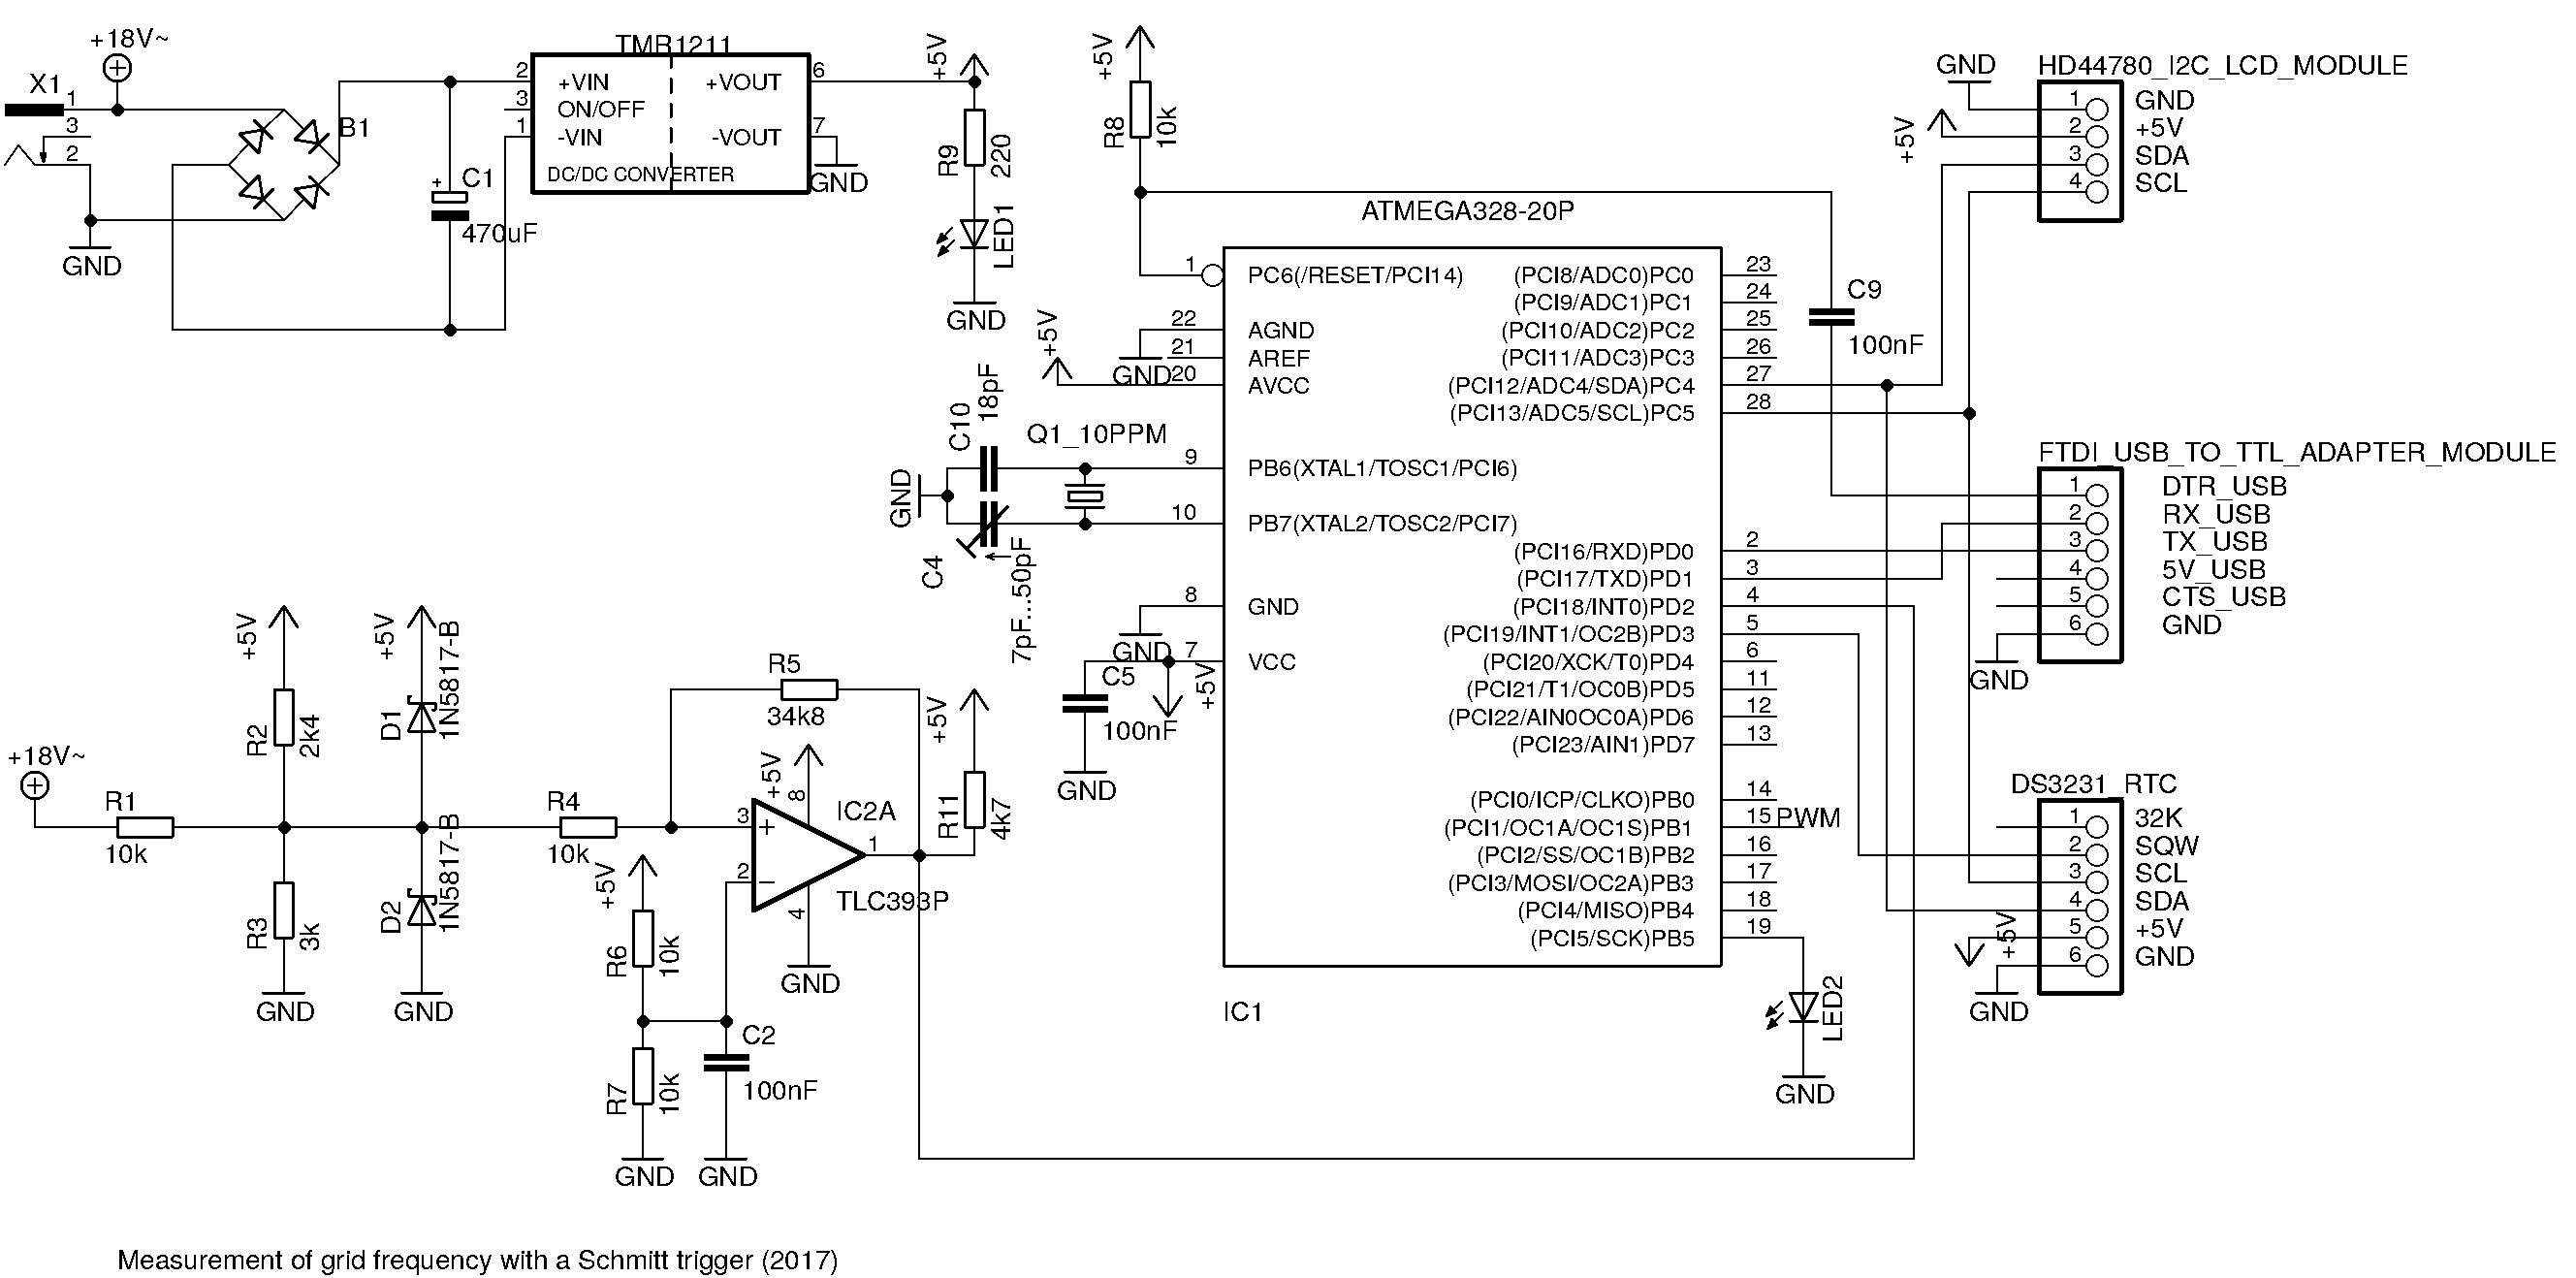 +18V~
X1
1
3
2
B1
C1
+
470uF
TMR1211
2
3
1
+VIN
ON/OFF
-VIN
+VOUT
-VOUT
DC/DC CONVERTER
6
7
GND
GND
+5V
R9
220
LED1
GND
+5V
R8
10k
ATMEGA328-20P
1 PC6(/RESET/PCI14)
22 AGND
21 AREF
20 AVCC
GND
+5V
9 PB6(XTAL1/TOSC1/PCI6)
10 PB7(XTAL2/TOSC2/PCI7)
8 GND
7 VCC
GND
+5V
C10
18pF
Q1_10PPM
GND
C4
7pF...50pF
C5
100nF
GND
(PCI8/ADC0)PC0 23
(PCI9/ADC1)PC1 24
(PCI10/ADC2)PC2 25
(PCI11/ADC3)PC3 26
(PCI12/ADC4/SDA)PC4 27
(PCI13/ADC5/SCL)PC5 28
(PCI16/RXD)PD0 2
(PCI17/TXD)PD1 3
(PCI18/INT0)PD2 4
(PCI19/INT1/OC2B)PD3 5
(PCI20/XCK/T0)PD4 6
(PCI21/T1/OC0B)PD5 11
(PCI22/AIN0OC0A)PD6 12
(PCI23/AIN1)PD7 13
(PCI0/ICP/CLKO)PB0 14
(PCI1/OC1A/OC1S)PB1 15 PWM
(PCI2/SS/OC1B)PB2 16
(PCI3/MOSI/OC2A)PB3 17
(PCI4/MISO)PB4 18
(PCI5/SCK)PB5 19
IC1
LED2
GND
C9
100nF
GND
+5V
HD44780_I2C_LCD_MODULE
1 GND
2 +5V
3 SDA
4 SCL
FTDI_USB_TO_TTL_ADAPTER_MODULE
1 DTR_USB
2 RX_USB
3 TX_USB
4 5V_USB
5 CTS_USB
6 GND
GND
DS3231_RTC
1 32K
2 SQW
3 SCL
4 SDA
5 +5V
6 GND
+5V
GND
+18V~
R1
10k
+5V
R2
2k4
R3
3k
GND
+5V
D1
1N5817-B
D2
1N5817-B
GND
R4
10k
R5
34k8
+5V
8
3
+
2
−
1
4
IC2A
TLC393P
GND
+5V
R11
4k7
+5V
R6
10k
R7
10k
GND
C2
100nF
GND
Measurement of grid frequency with a Schmitt trigger (2017)